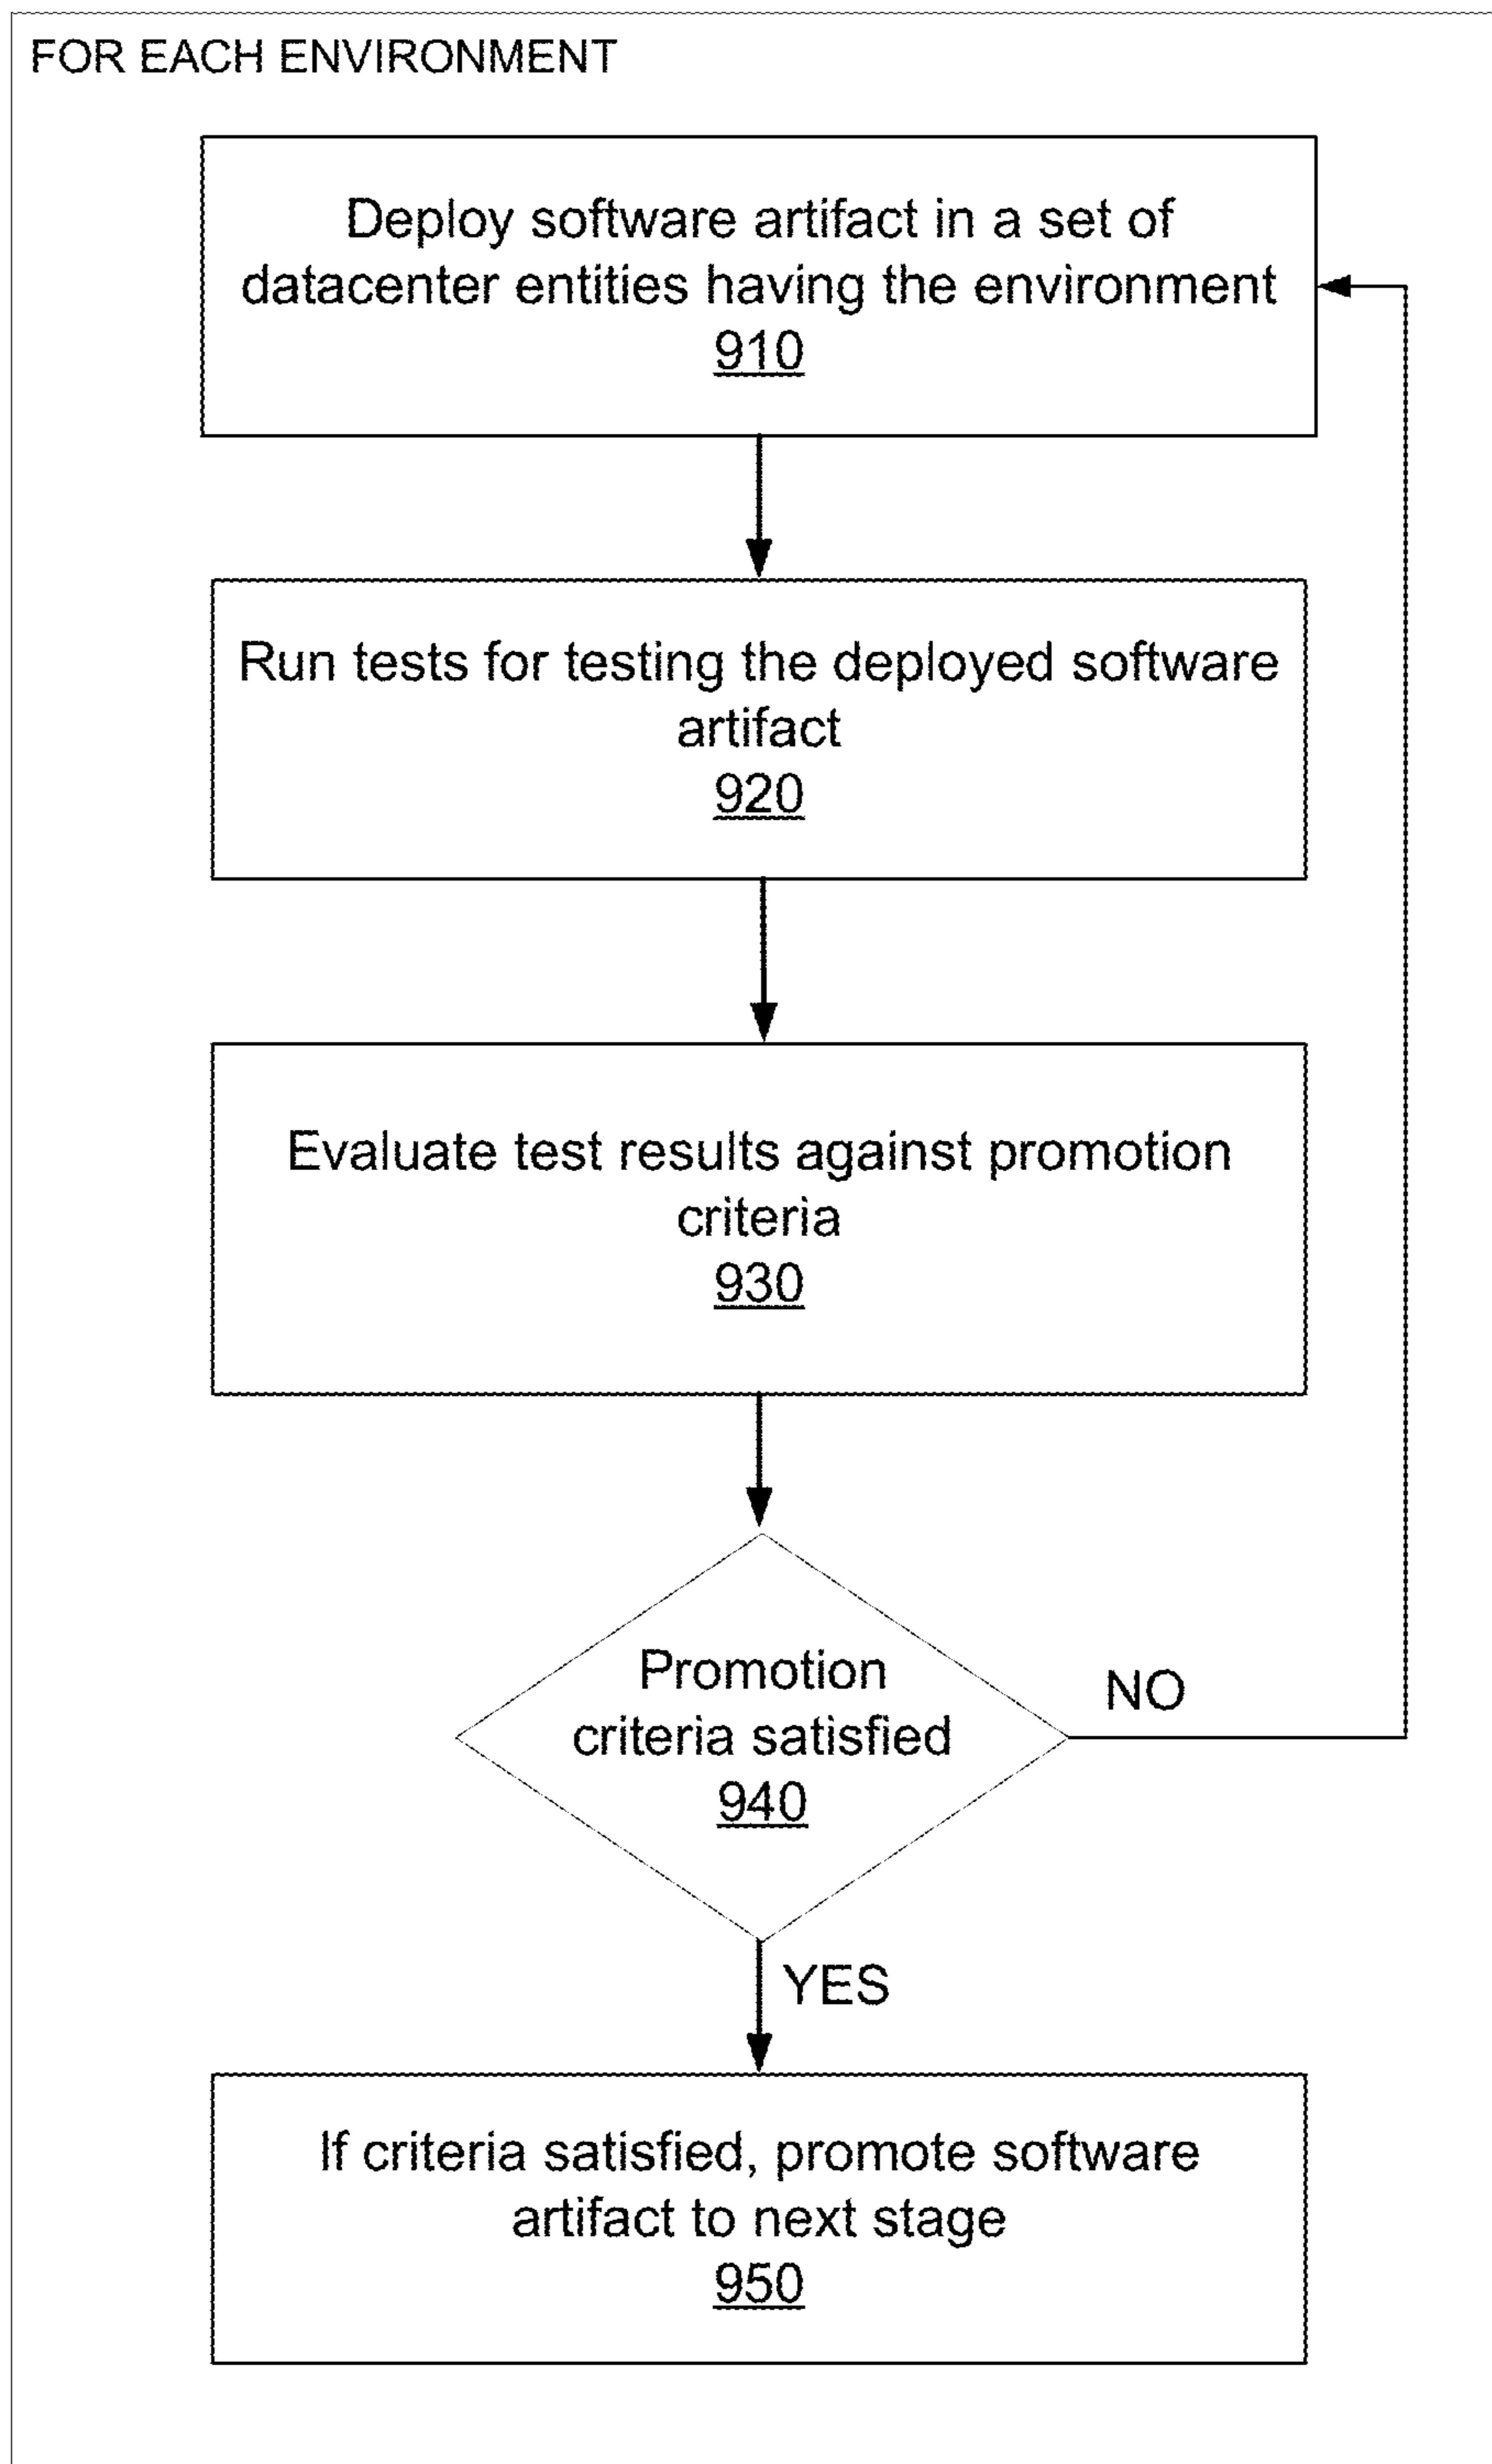 FOR EACH ENVIRONMENT
Deploy software artifact in a set of
datacenter entities having the environment
910
Run tests for testing the deployed software
artifact
920
Evaluate test results against promotion
criteria
930
Promotion
criteria satisfied
940
NO
YES
If criteria satisfied, promote software
artifact to next stage
950